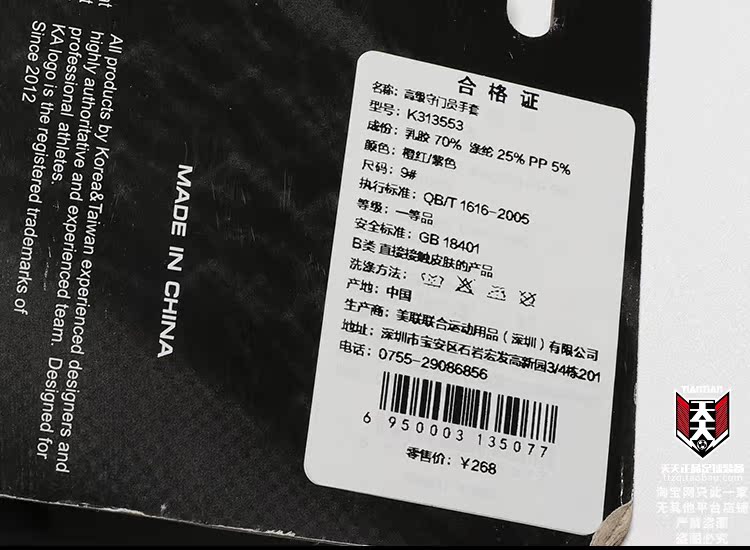 All products by Korea&Taiwan experienced designers and
highly authoritative and experienced team. Designed for
professional athletes.
KA logo is the registered trademarks of
Since 2012
MADE IN CHINA
合格证
名称：高级守门员手套
型号：K313553
成份：乳胶 70% 涤纶 25% PP 5%
颜色：橙红/紫色
尺码：9#
执行标准：QB/T 1616-2005
等级：一等品
安全标准：GB 18401
B类 直接接触皮肤的产品
洗涤方法：
产地：中国
生产商：美联联合运动用品（深圳）有限公司
地址：深圳市宝安区石岩宏发高新园3/4栋201
电话：0755-29086856
6 950003 135077
零售价：￥268
TIANTIAN
天天
天天正品足球装备
ttzq.taobao.com
淘宝网只此一家
无其他平台店铺
严禁盗图
盗图必究